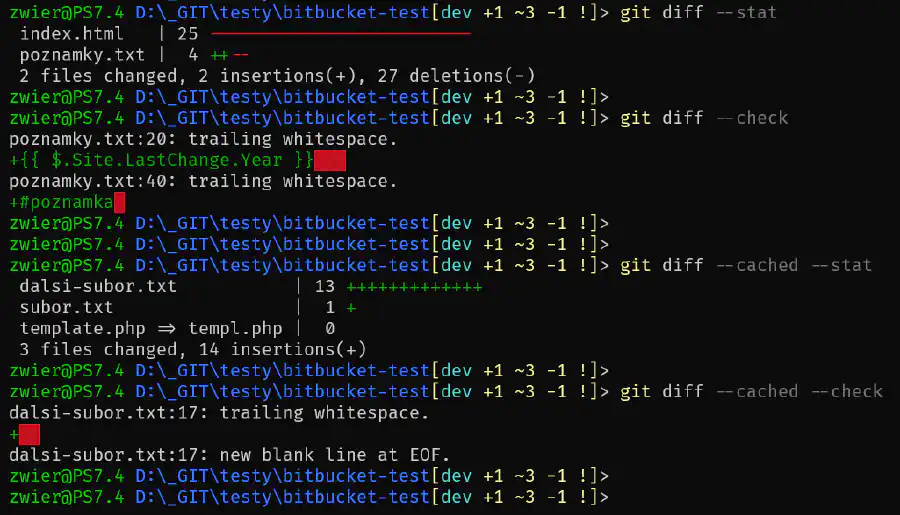 zwier@PS7.4 D:\_GIT\testy\bitbucket-test[dev +1 ~3 -1 !]> git diff --stat
 index.html   | 25 -------------------------
 poznamky.txt |  4 ++--
 2 files changed, 2 insertions(+), 27 deletions(-)
zwier@PS7.4 D:\_GIT\testy\bitbucket-test[dev +1 ~3 -1 !]>
zwier@PS7.4 D:\_GIT\testy\bitbucket-test[dev +1 ~3 -1 !]> git diff --check
poznamky.txt:20: trailing whitespace.
+{{ $.Site.LastChange.Year }}
poznamky.txt:40: trailing whitespace.
+#poznamka
zwier@PS7.4 D:\_GIT\testy\bitbucket-test[dev +1 ~3 -1 !]>
zwier@PS7.4 D:\_GIT\testy\bitbucket-test[dev +1 ~3 -1 !]>
zwier@PS7.4 D:\_GIT\testy\bitbucket-test[dev +1 ~3 -1 !]> git diff --cached --stat
 dalsi-subor.txt           | 13 +++++++++++++
 subor.txt                 |  1 +
 template.php => templ.php |  0
 3 files changed, 14 insertions(+)
zwier@PS7.4 D:\_GIT\testy\bitbucket-test[dev +1 ~3 -1 !]>
zwier@PS7.4 D:\_GIT\testy\bitbucket-test[dev +1 ~3 -1 !]> git diff --cached --check
dalsi-subor.txt:17: trailing whitespace.
+
dalsi-subor.txt:17: new blank line at EOF.
zwier@PS7.4 D:\_GIT\testy\bitbucket-test[dev +1 ~3 -1 !]>
zwier@PS7.4 D:\_GIT\testy\bitbucket-test[dev +1 ~3 -1 !]>